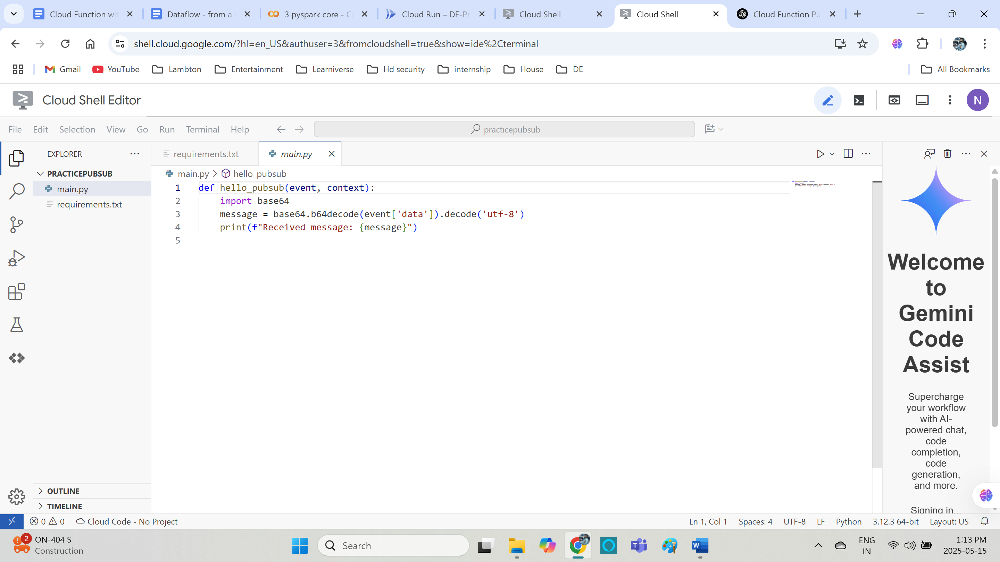 Cloud Function wit
Dataflow - from a
3 pyspark core - Co
Cloud Run – DE-Pr
Cloud Shell
Cloud Shell
Cloud Function Pu
shell.cloud.google.com/?hl=en_US&authuser=3&fromcloudshell=true&show=ide%2Cterminal
Gmail
YouTube
Lambton
Entertainment
Learniverse
Hd security
internship
House
DE
All Bookmarks
Cloud Shell Editor
N
File Edit Selection View Go Run Terminal Help
practicepubsub
EXPLORER
PRACTICEPUBSUB
main.py
requirements.txt
OUTLINE
TIMELINE
requirements.txt
main.py
main.py > hello_pubsub
1 def hello_pubsub(event, context):
2 import base64
3 message = base64.b64decode(event['data']).decode('utf-8')
4 print(f"Received message: {message}")
5
Welcome
to
Gemini
Code
Assist
Supercharge
your workflow
with AI-
powered chat,
code
completion,
code
generation,
and more.
Signing in...
0 0 Cloud Code - No Project
Ln 1, Col 1 Spaces: 4 UTF-8 LF Python 3.12.3 64-bit Layout: US
2
ON-404 S
Construction
Search
ENG
IN
1:13 PM
2025-05-15